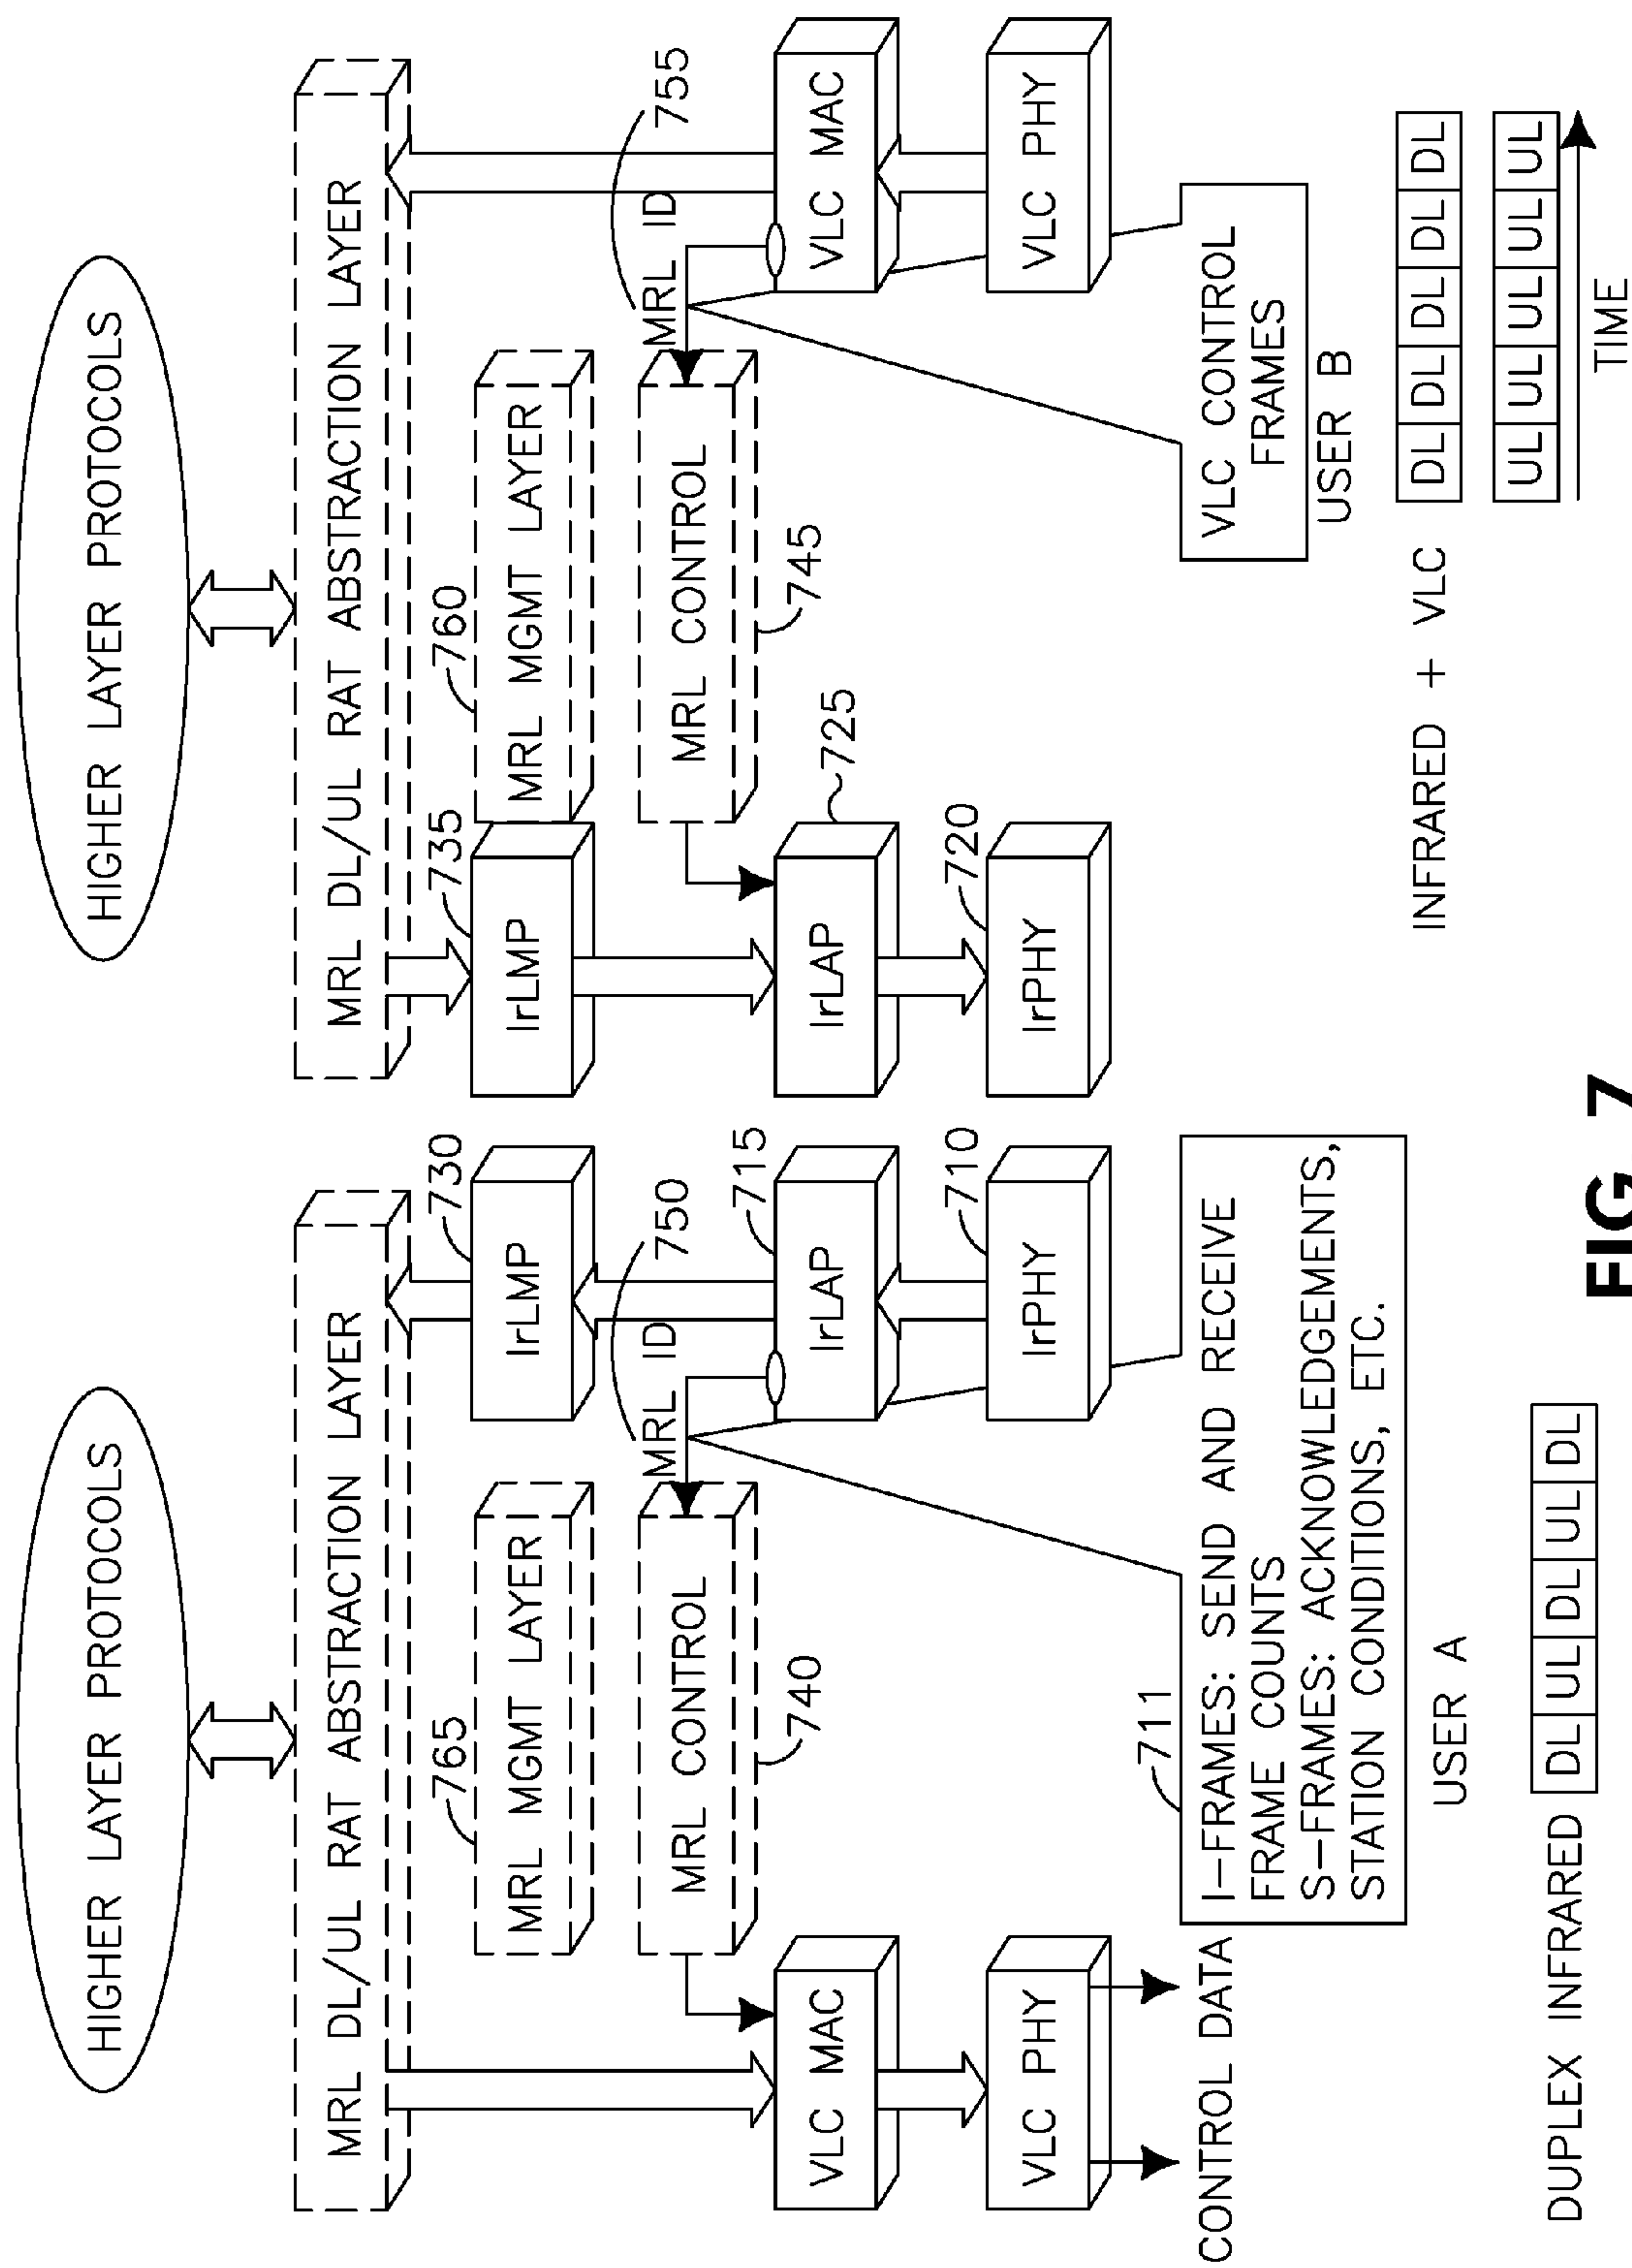 HIGHER LAYER PROTOCOLS
MRL DL/UL RAT ABSTRACTION LAYER
765
MRL MGMT LAYER
730
IrLMP
MRL ID
750
MRL CONTROL
740
715
VLC MAC
IrLAP
710
VLC PHY
IrPHY
CONTROL DATA
711
I-FRAMES: SEND AND RECEIVE
FRAME COUNTS
S-FRAMES: ACKNOWLEDGEMENTS,
STATION CONDITIONS, ETC.
USER A
DUPLEX INFRARED
DL UL DL UL DL
HIGHER LAYER PROTOCOLS
MRL DL/UL RAT ABSTRACTION LAYER
735
IrLMP
760
MRL MGMT LAYER
MRL ID
755
MRL CONTROL
745
725
IrLAP
VLC MAC
720
IrPHY
VLC PHY
VLC CONTROL
FRAMES
USER B
INFRARED + VLC
DL DL DL DL DL
UL UL UL UL UL
TIME
FIG. 7